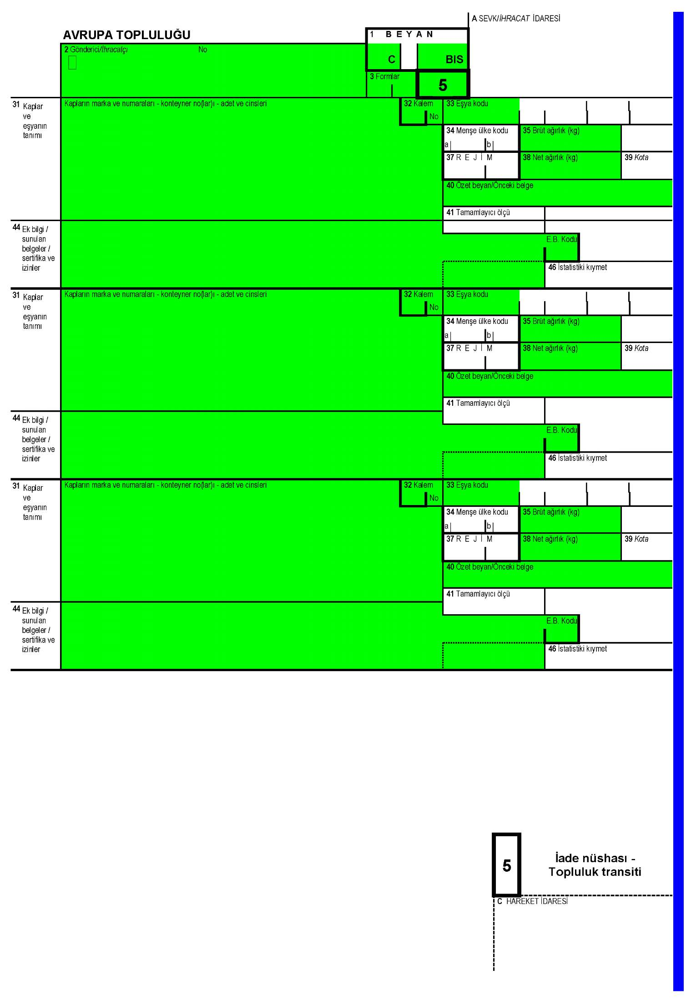 A SEVK/İHRACAT İDARESİ
AVRUPA TOPLULUĞU
1 B E Y A N
2 Gönderici/İhracatçı No
C BIS
3 Formlar
5
31 Kaplar
ve
eşyanın
tanımı
Kapların marka ve numaraları - konteyner no(lar)ı - adet ve cinsleri
32 Kalem
No
33 Eşya kodu
34 Menşe ülke kodu
a| b|
35 Brüt ağırlık (kg)
37 R E J İ M
38 Net ağırlık (kg)
39 Kota
40 Özet beyan/Önceki belge
41 Tamamlayıcı ölçü
44 Ek bilgi /
sunulan
belgeler /
sertifika ve
izinler
E.B. Kodu
46 İstatistiki kıymet
31 Kaplar
ve
eşyanın
tanımı
Kapların marka ve numaraları - konteyner no(lar)ı - adet ve cinsleri
32 Kalem
No
33 Eşya kodu
34 Menşe ülke kodu
a| b|
35 Brüt ağırlık (kg)
37 R E J İ M
38 Net ağırlık (kg)
39 Kota
40 Özet beyan/Önceki belge
41 Tamamlayıcı ölçü
44 Ek bilgi /
sunulan
belgeler /
sertifika ve
izinler
E.B. Kodu
46 İstatistiki kıymet
31 Kaplar
ve
eşyanın
tanımı
Kapların marka ve numaraları - konteyner no(lar)ı - adet ve cinsleri
32 Kalem
No
33 Eşya kodu
34 Menşe ülke kodu
a| b|
35 Brüt ağırlık (kg)
37 R E J İ M
38 Net ağırlık (kg)
39 Kota
40 Özet beyan/Önceki belge
41 Tamamlayıcı ölçü
44 Ek bilgi /
sunulan
belgeler /
sertifika ve
izinler
E.B. Kodu
46 İstatistiki kıymet
5
İade nüshası -
Topluluk transiti
C HAREKET İDARESİ